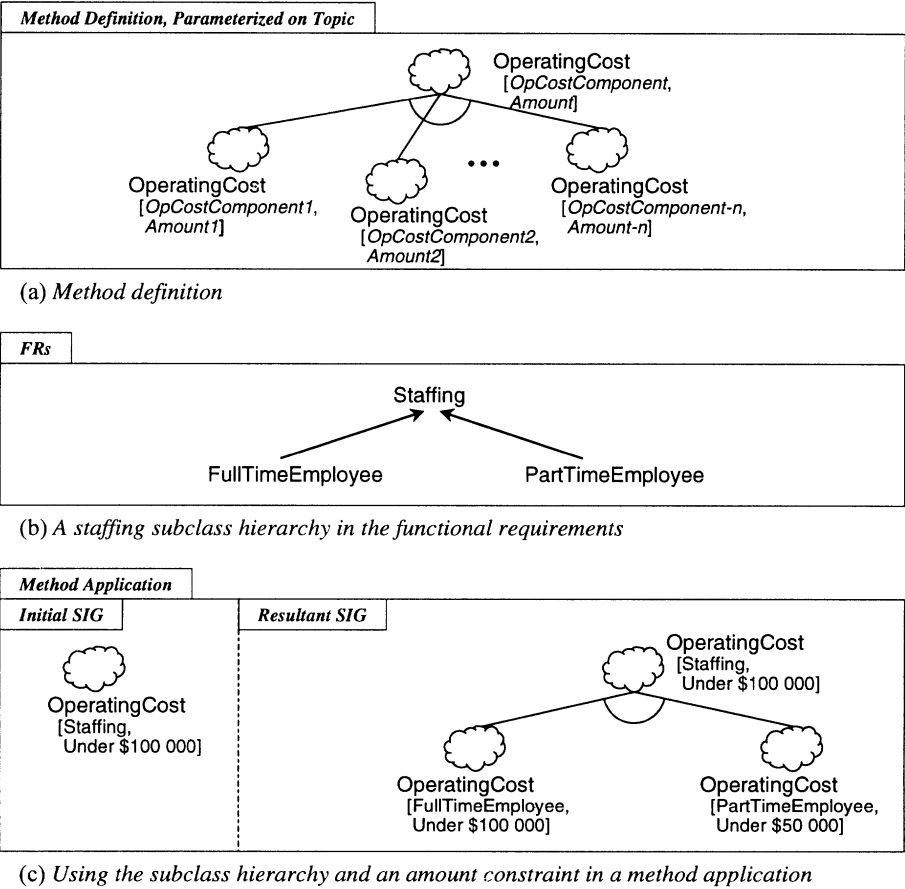 Method Definition, Parameterized on Topic
OperatingCost
[OpCostComponent,
Amount]
OperatingCost
[OpCostComponent1,
Amount1]
OperatingCost
[OpCostComponent2,
Amount2]
•••
OperatingCost
[OpCostComponent-n,
Amount-n]
(a) Method definition
FRs
Staffing
FullTimeEmployee
PartTimeEmployee
(b) A staffing subclass hierarchy in the functional requirements
Method Application
Initial SIG
OperatingCost
[Staffing,
Under $100 000]
Resultant SIG
OperatingCost
[Staffing,
Under $100 000]
OperatingCost
[FullTimeEmployee,
Under $100 000]
OperatingCost
[PartTimeEmployee,
Under $50 000]
(c) Using the subclass hierarchy and an amount constraint in a method application